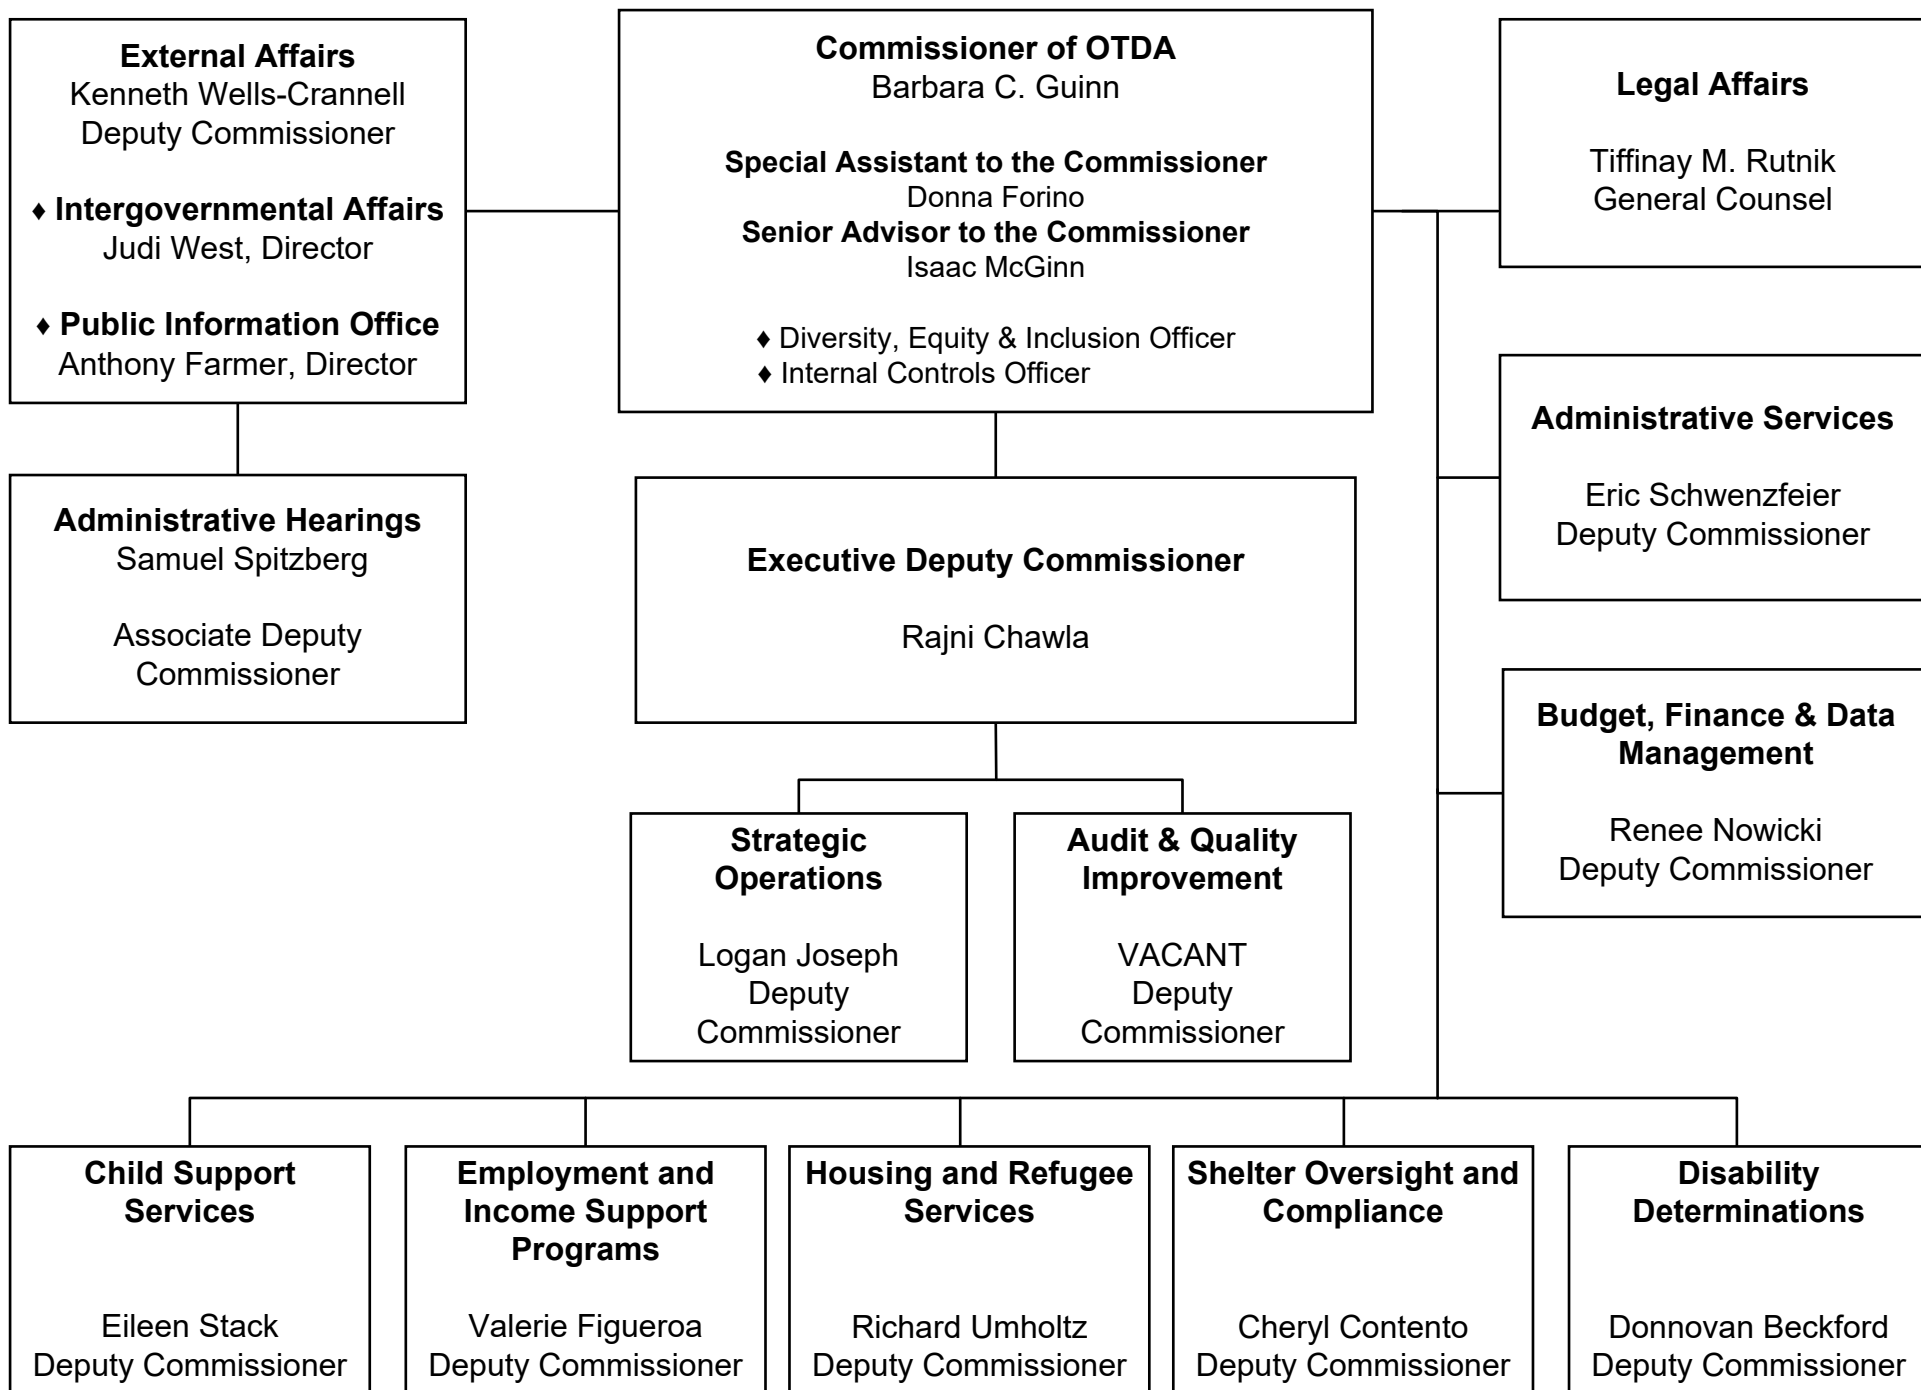 External Affairs
Kenneth Wells-Crannell
Deputy Commissioner
♦ Intergovernmental Affairs
Judi West, Director
♦ Public Information Office
Anthony Farmer, Director
Commissioner of OTDA
Barbara C. Guinn
Special Assistant to the Commissioner
Donna Forino
Senior Advisor to the Commissioner
Isaac McGinn
♦ Diversity, Equity & Inclusion Officer
♦ Internal Controls Officer
Legal Affairs
Tiffinay M. Rutnik
General Counsel
Administrative Hearings
Samuel Spitzberg
Associate Deputy
Commissioner
Executive Deputy Commissioner
Rajni Chawla
Administrative Services
Eric Schwenzfeier
Deputy Commissioner
Budget, Finance & Data
Management
Renee Nowicki
Deputy Commissioner
Strategic
Operations
Logan Joseph
Deputy
Commissioner
Audit & Quality
Improvement
VACANT
Deputy
Commissioner
Child Support
Services
Eileen Stack
Deputy Commissioner
Employment and
Income Support
Programs
Valerie Figueroa
Deputy Commissioner
Housing and Refugee
Services
Richard Umholtz
Deputy Commissioner
Shelter Oversight and
Compliance
Cheryl Contento
Deputy Commissioner
Disability
Determinations
Donnovan Beckford
Deputy Commissioner